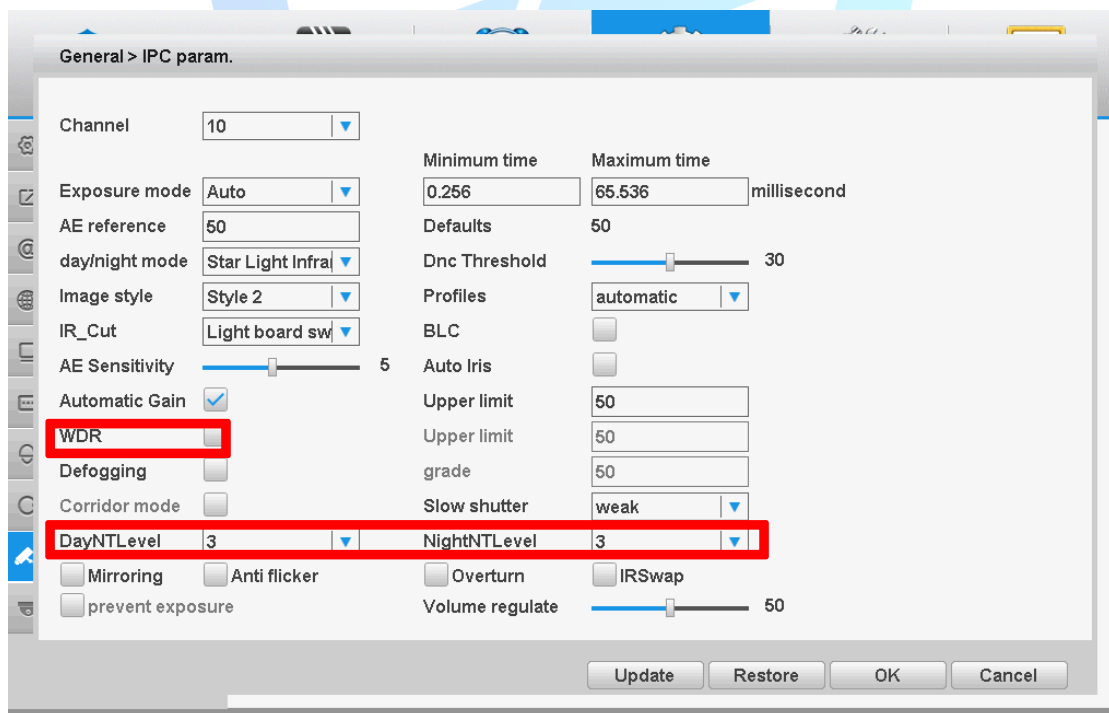 General > IPC param.
Channel 10
Minimum time Maximum time
Exposure mode Auto 0.256 65.536 millisecond
AE reference 50 Defaults 50
day/night mode Star Light Infrai Dnc Threshold 30
Image style Style 2 Profiles automatic
IR_Cut Light board sw BLC
AE Sensitivity 5 Auto Iris
Automatic Gain Upper limit 50
WDR Upper limit 50
Defogging grade 50
Corridor mode Slow shutter weak
DayNTLevel 3 NightNTLevel 3
Mirroring Anti flicker Overturn IRSwap
prevent exposure Volume regulate 50
Update Restore OK Cancel